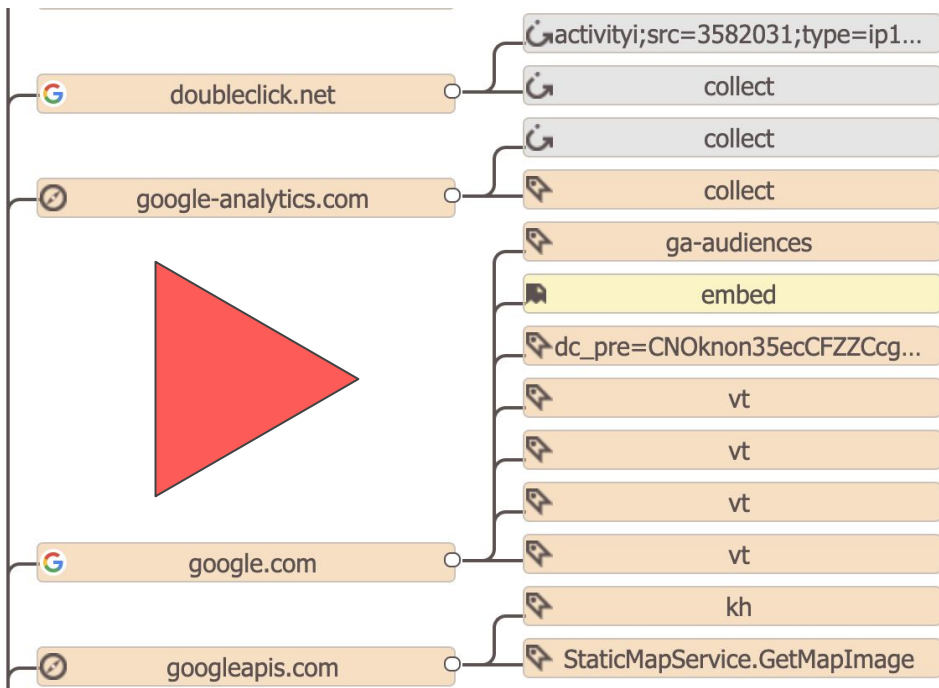 activityi;src=3582031;type=ip1...
doubleclick.net
collect
collect
google-analytics.com
collect
ga-audiences
embed
dc_pre=CNOknon35ecCFZZCcg...
vt
vt
vt
google.com
vt
kh
googleapis.com
StaticMapService.GetMapImage